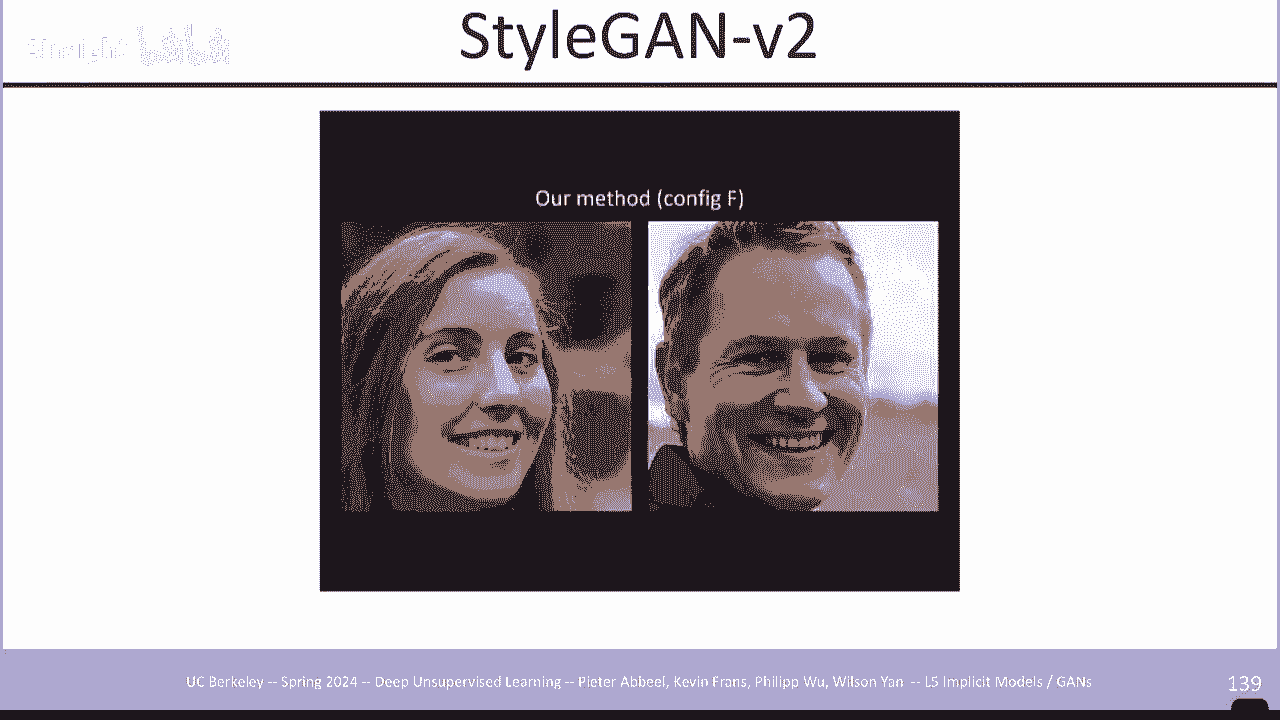 StyleGAN-v2
Our method (config F)
UC Berkeley -- Spring 2024 -- Deep Unsupervised Learning -- Pieter Abbeel, Kevin Frans, Philipp Wu, Wilson Yan -- L5 Implicit Models / GANs
139